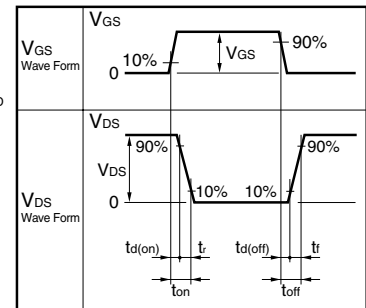 VGS
VGS
Wave Form
10%
VGS
90%
0
VDS
90%
VDS
10%
10%
90%
0
VDS
Wave Form
td(on)
tr
td(off)
tf
ton
toff